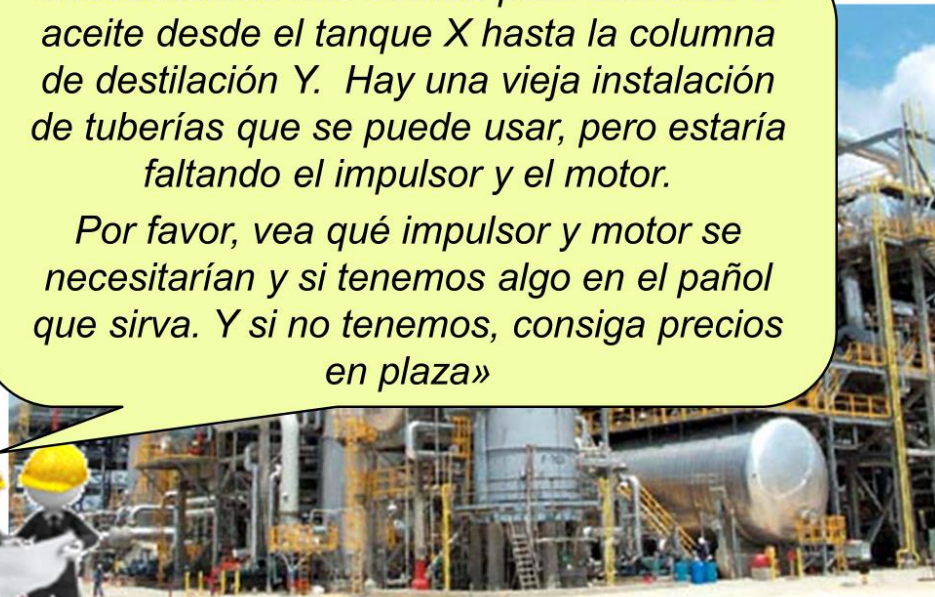 aceite desde el tanque X hasta la columna
de destilación Y. Hay una vieja instalación
de tuberías que se puede usar, pero estaría
faltando el impulsor y el motor.
Por favor, vea qué impulsor y motor se
necesitarían y si tenemos algo en el pañol
que sirva. Y si no tenemos, consiga precios
en plaza»